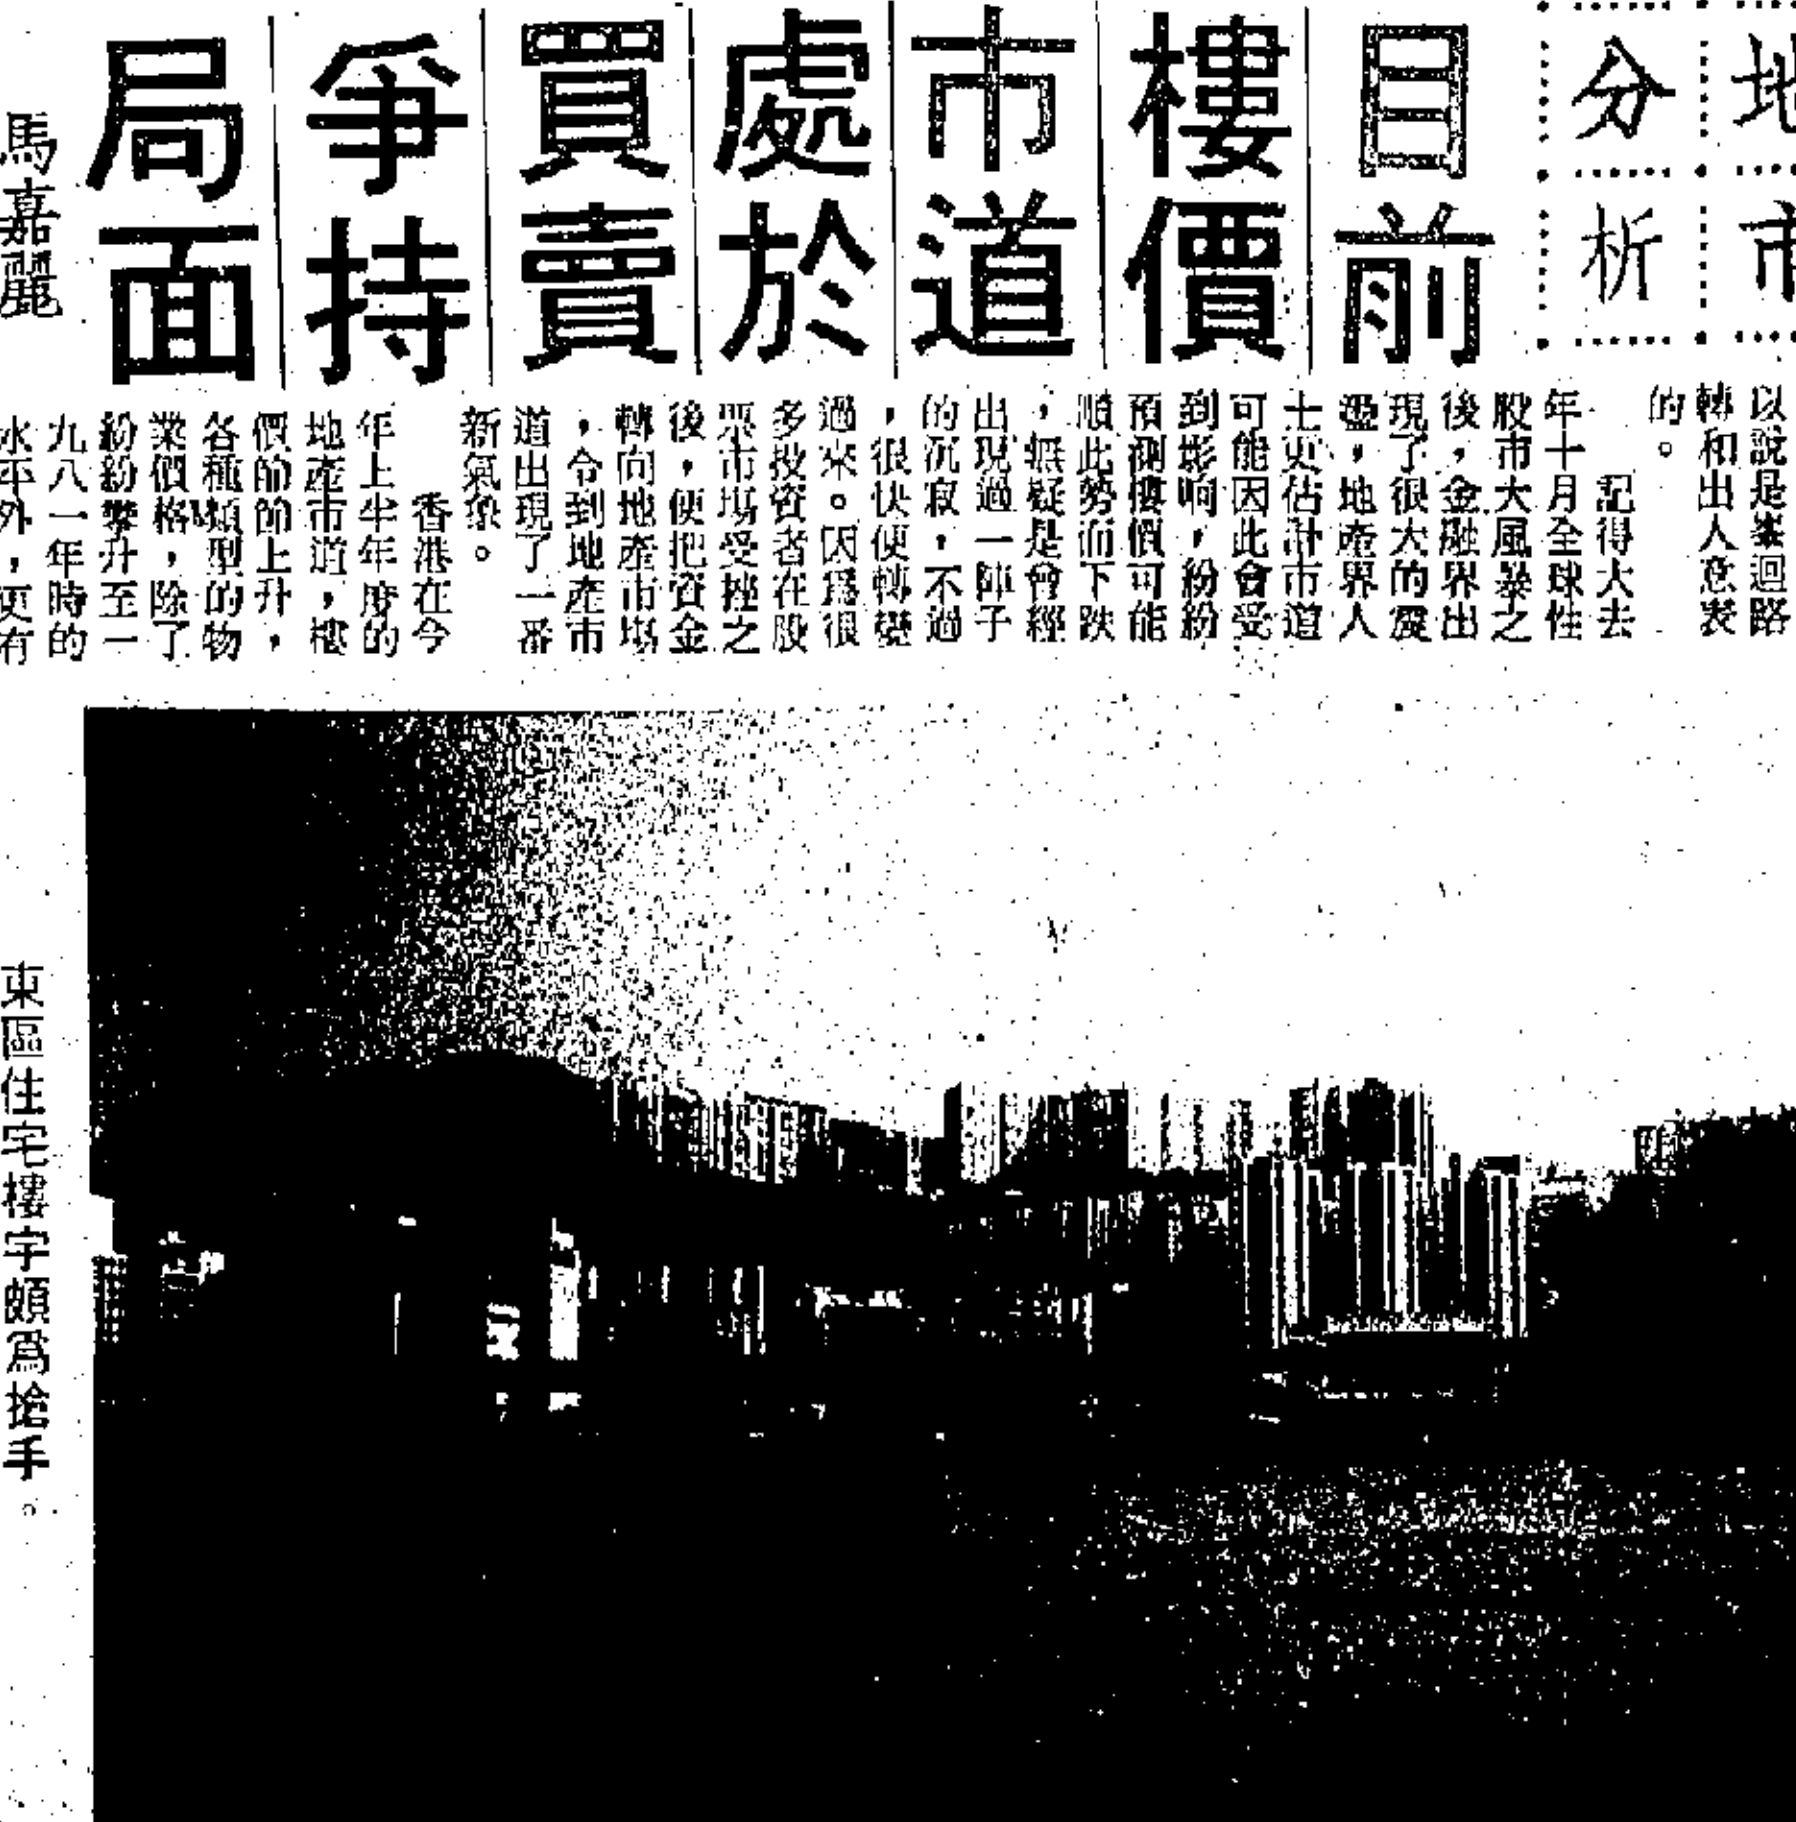 地市
分析
目前
樓價
市道
處於
買賣
爭持
局面
馬嘉麗
以說是峯迴路
轉和出人意表
的。
記得大去
年十月全球性
股市大風暴之
後，金融界出
現了很大的震
盪，地產界人
士更估計市道
可能因此會受
到影响，紛紛
預測樓價可能
順此勢而下跌
，無疑是曾經
出現過一陣子
的沉寂，不過
，很快便轉變
過來。因爲很
多投資者在股
票市場受挫之
後，便把資金
轉向地產市塲
，令到地產市
道出現了一番
新氣象。
香港在今
年上半年度的
地產市道，樓
價節節上升，
各種類型的物
業價格，除了
紛紛攀升至一
九八一年時的
水平外，更有
東區住宅樓宇頗爲搶手。